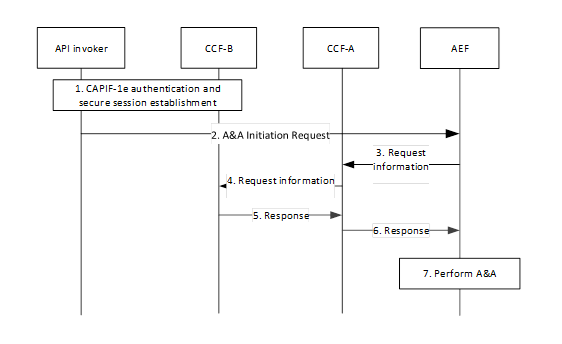 API invoker
CCF-B
CCF-A
AEF
1. CAPIF-1e authentication and
secure session establishment
2. A&A Initiation Request
3. Request
information
4. Request information
5. Response
6. Response
7. Perform A&A